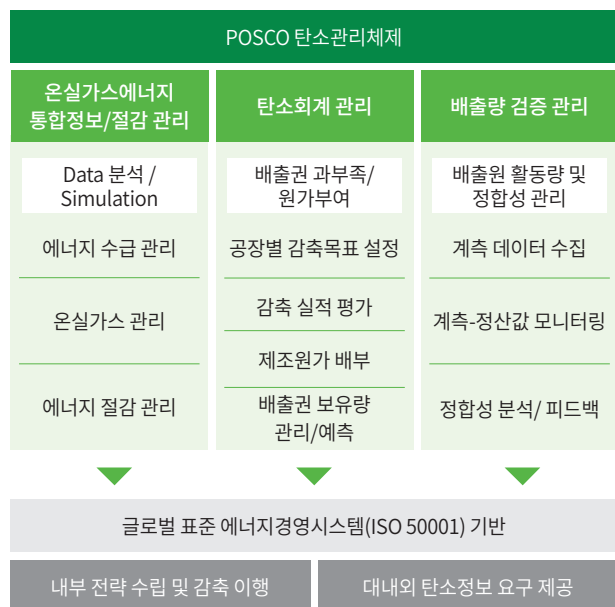 POSCO 탄소관리체제
온실가스에너지
통합정보/절감 관리
Data 분석 /
Simulation
에너지 수급 관리
온실가스 관리
에너지 절감 관리
탄소회계 관리
배출권 과부족/
원가부여
공장별 감축목표 설정
감축 실적 평가
제조원가 배부
배출권 보유량
관리/예측
배출량 검증 관리
배출원 활동량 및
정합성 관리
계측 데이터 수집
계측-정산값 모니터링
정합성 분석/ 피드백
글로벌 표준 에너지경영시스템(ISO 50001) 기반
내부 전략 수립 및 감축 이행
대내외 탄소정보 요구 제공